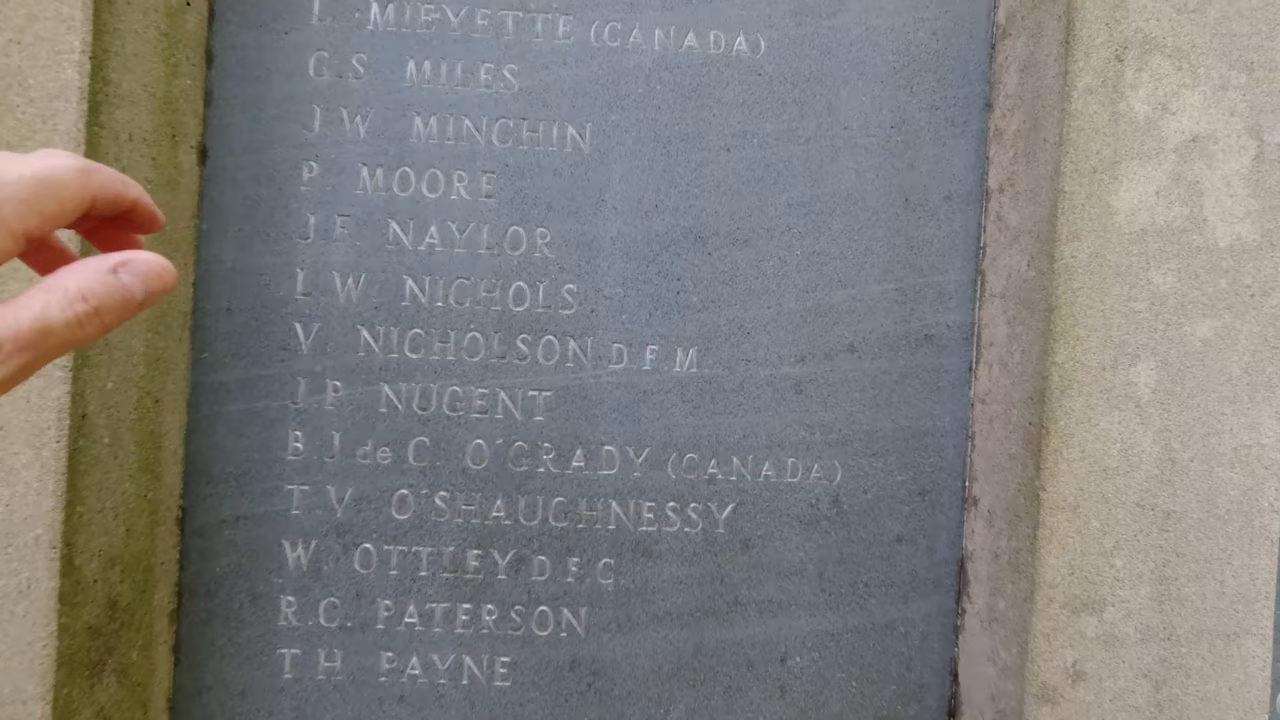 L. MIEYETTE (CANADA)
G.S. MILES
J.W. MINCHIN
P. MOORE
J.F. NAYLOR
L.W. NICHOLS
V. NICHOLSON D.F.M.
J.P. NUGENT
B.J. de C. O'GRADY (CANADA)
T.V. O'SHAUGHNESSY
W. OTTLEY D.F.C.
R.C. PATERSON
T.H. PAYNE